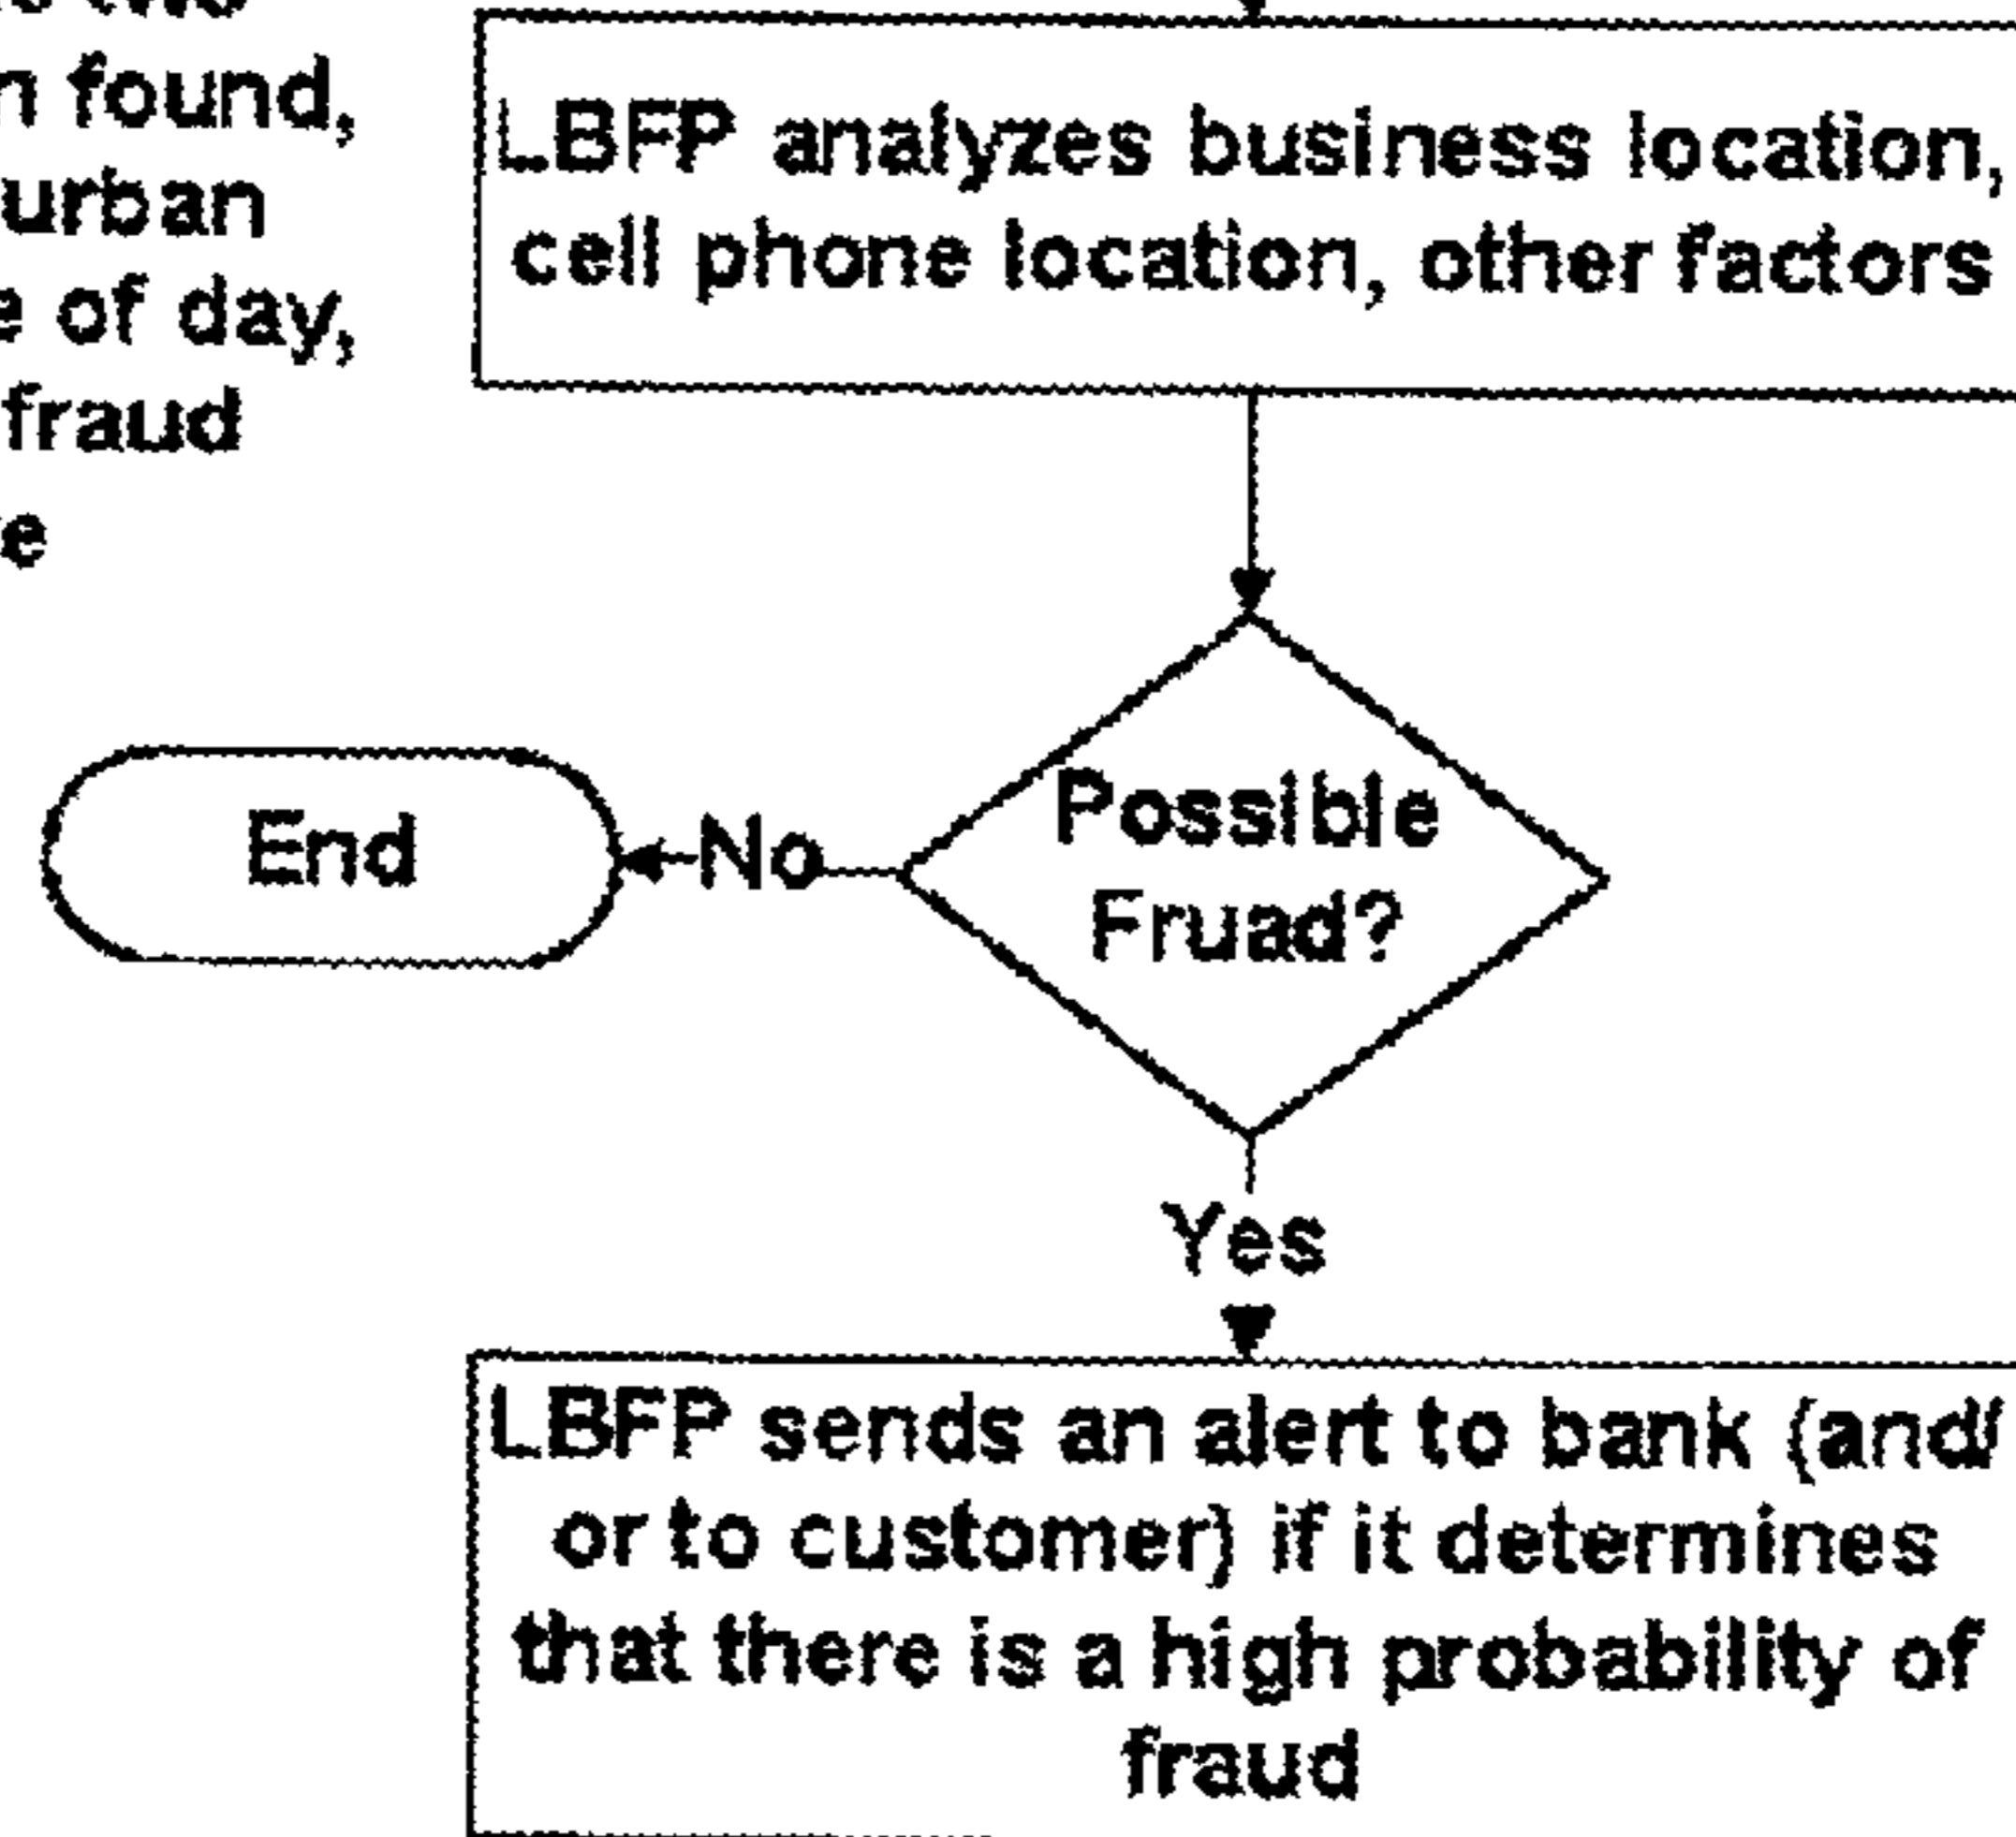 found,
urban
of day,
fraud
LBFP analyzes business location,
cell phone location, other factors
Possible
Fruad?
No
End
Yes
LBFP sends an alert to bank (and/
or to customer) if it determines
that there is a high probability of
fraud